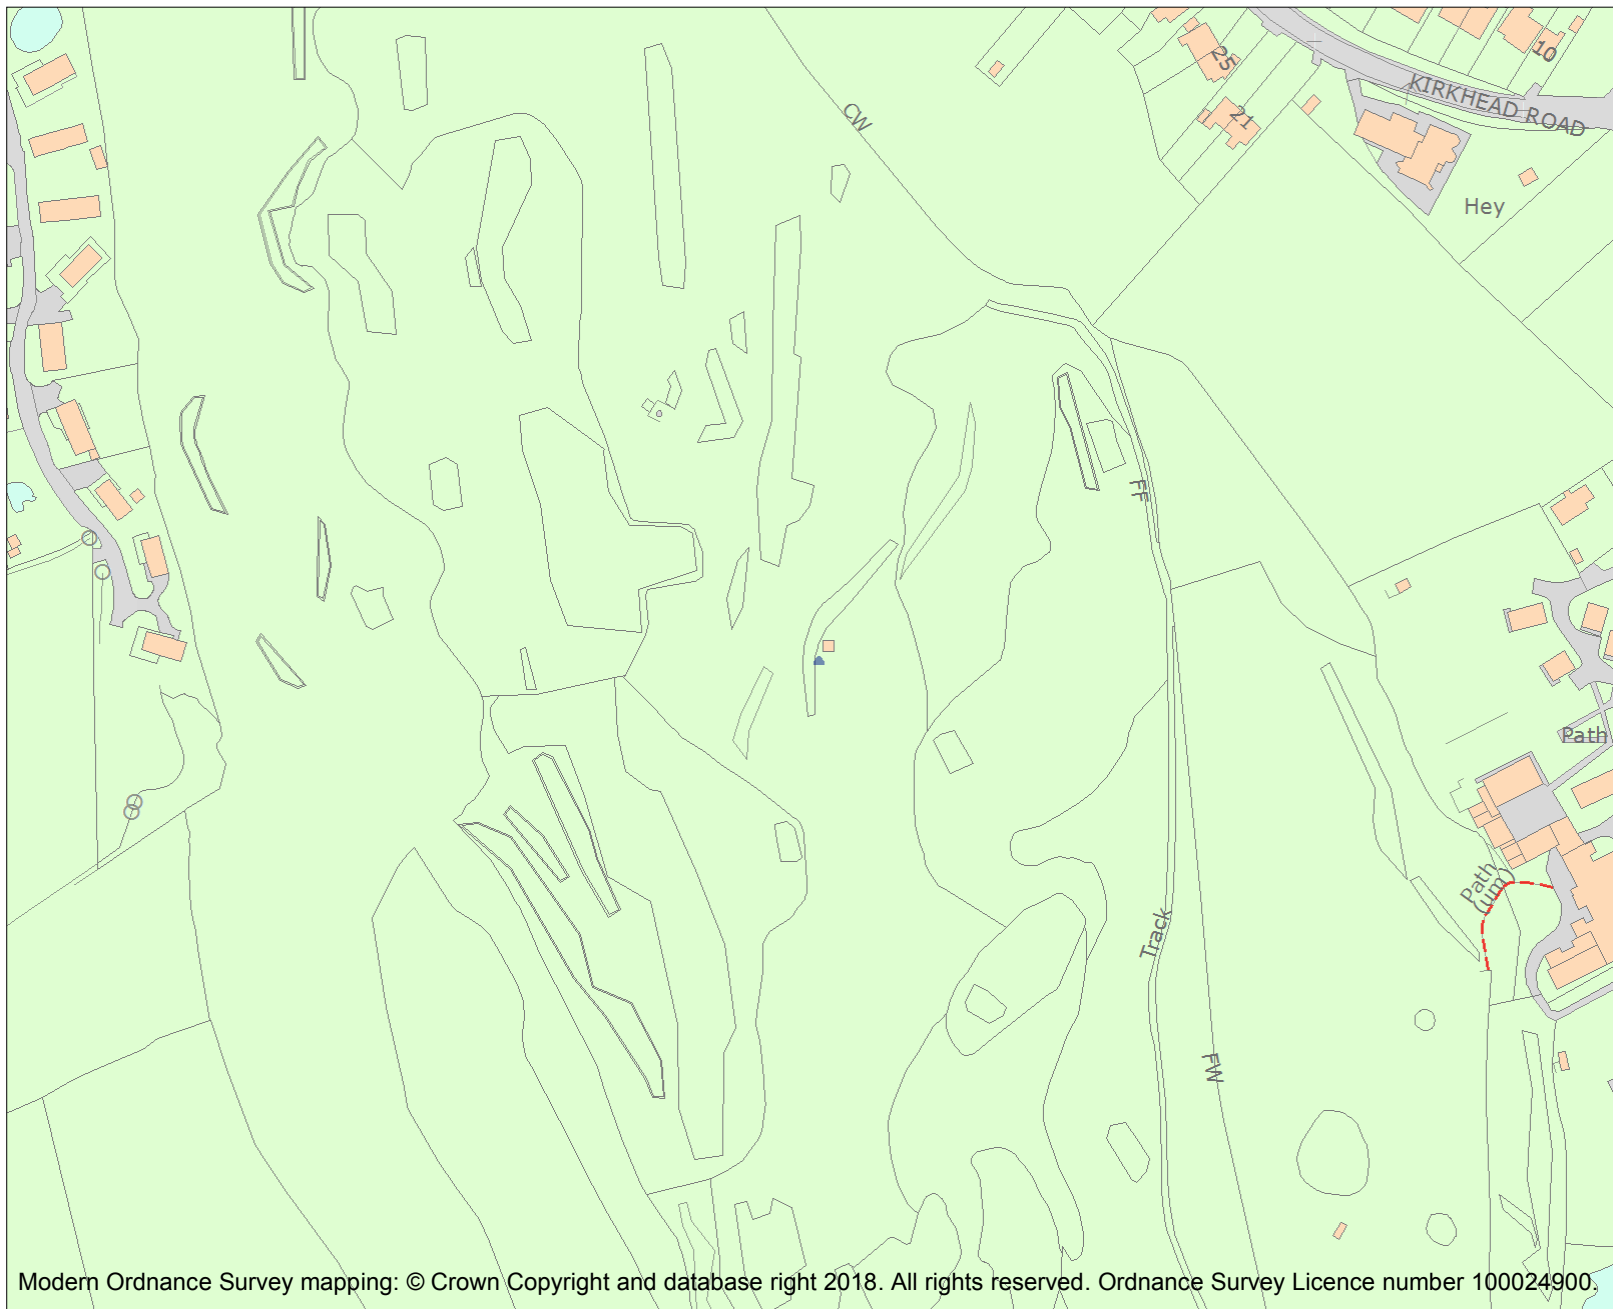 25
10
KIRKHEAD ROAD
CW
21
Hey
FF
Path
Path
(um)
Track
FW
Modern Ordnance Survey mapping: © Crown Copyright and database right 2018. All rights reserved. Ordnance Survey Licence number 100024900.